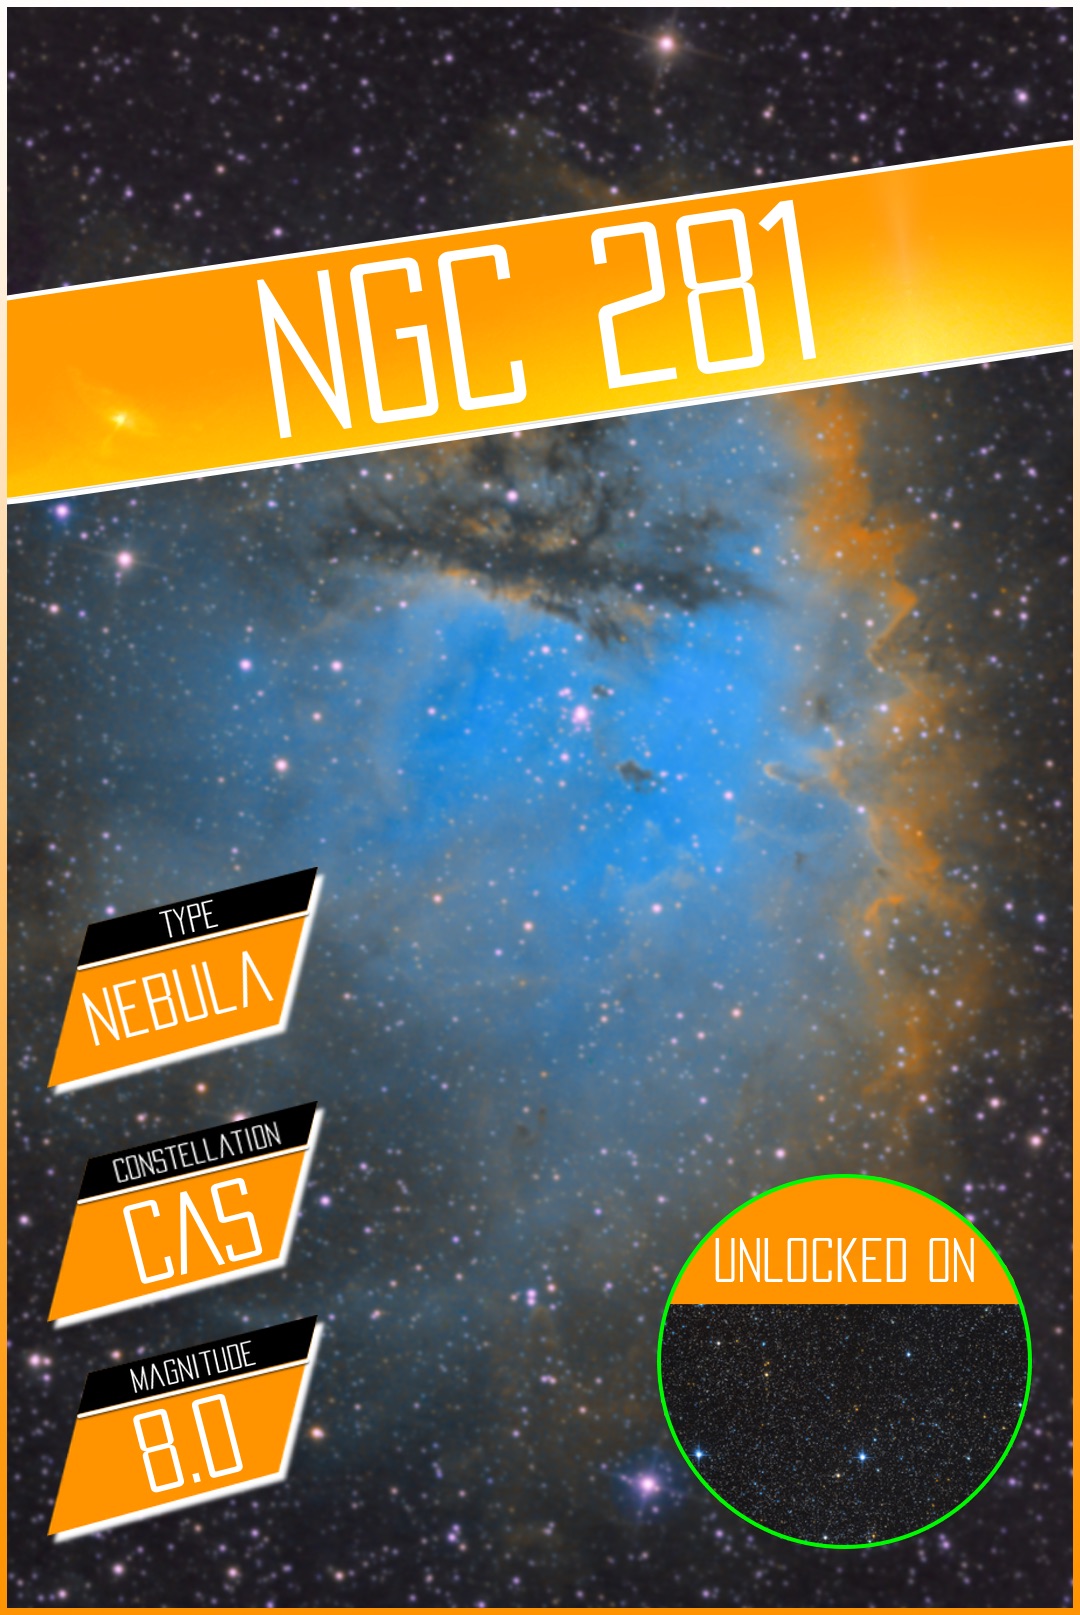 NGC 281
TYPE
NEBULA
CONSTELLATION
CAS
MAGNITUDE
8.0
UNLOCKED ON